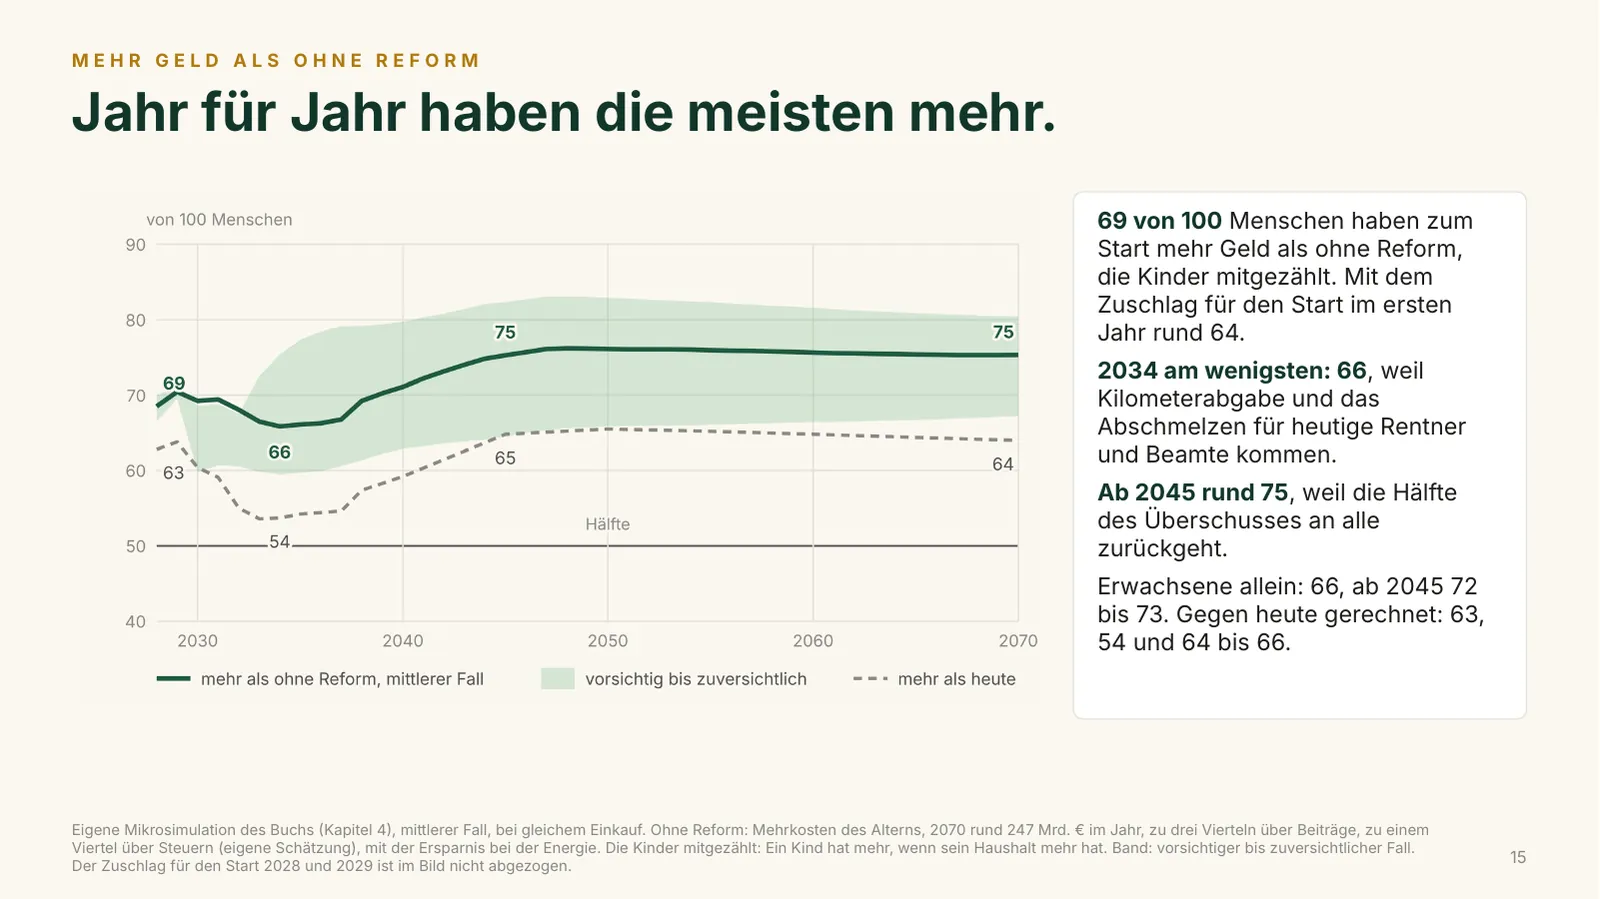 MEHR GELD ALS OHNE REFORM
Jahr für Jahr haben die meisten mehr.
von 100 Menschen
90
80
70
60
50
40
69
66
75
75
63
54
65
64
Hälfte
2030
2040
2050
2060
2070
mehr als ohne Reform, mittlerer Fall
vorsichtig bis zuversichtlich
mehr als heute
69 von 100 Menschen haben zum
Start mehr Geld als ohne Reform,
die Kinder mitgezählt. Mit dem
Zuschlag für den Start im ersten
Jahr rund 64.
2034 am wenigsten: 66, weil
Kilometerabgabe und das
Abschmelzen für heutige Rentner
und Beamte kommen.
Ab 2045 rund 75, weil die Hälfte
des Überschusses an alle
zurückgeht.
Erwachsene allein: 66, ab 2045 72
bis 73. Gegen heute gerechnet: 63,
54 und 64 bis 66.
Eigene Mikrosimulation des Buchs (Kapitel 4), mittlerer Fall, bei gleichem Einkauf. Ohne Reform: Mehrkosten des Alterns, 2070 rund 247 Mrd. € im Jahr, zu drei Vierteln über Beiträge, zu einem
Viertel über Steuern (eigene Schätzung), mit der Ersparnis bei der Energie. Die Kinder mitgezählt: Ein Kind hat mehr, wenn sein Haushalt mehr hat. Band: vorsichtiger bis zuversichtlicher Fall.
Der Zuschlag für den Start 2028 und 2029 ist im Bild nicht abgezogen.
15